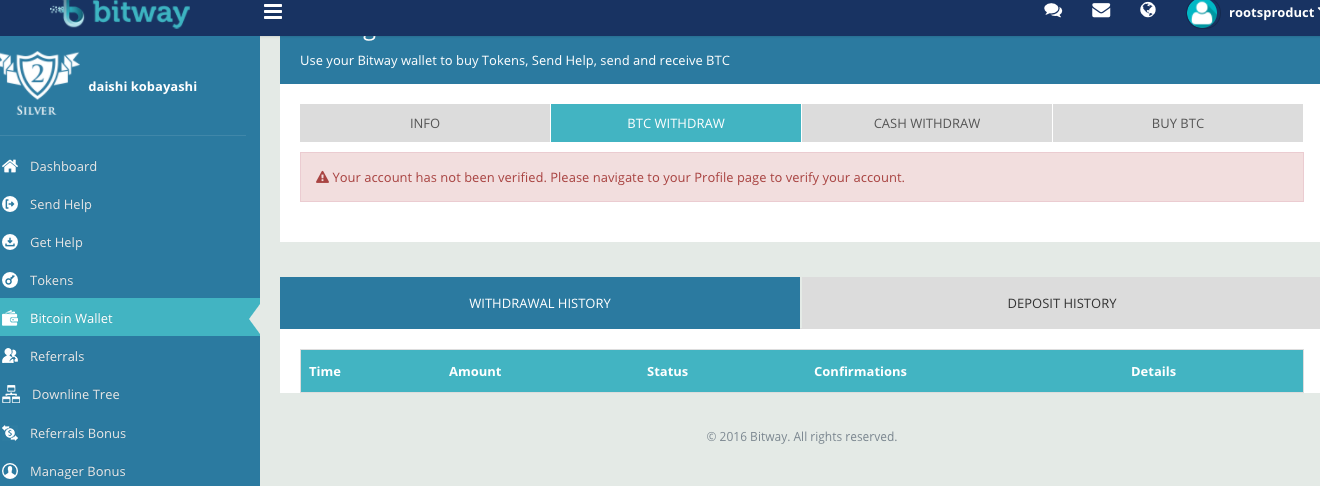 bitway
rootsproduct
2
SILVER
daishi kobayashi
Dashboard
Send Help
Get Help
Tokens
Bitcoin Wallet
Referrals
Downline Tree
Referrals Bonus
Manager Bonus
Use your Bitway wallet to buy Tokens, Send Help, send and receive BTC
INFO BTC WITHDRAW CASH WITHDRAW BUY BTC
Your account has not been verified. Please navigate to your Profile page to verify your account.
WITHDRAWAL HISTORY DEPOSIT HISTORY
Time Amount Status Confirmations Details
© 2016 Bitway. All rights reserved.